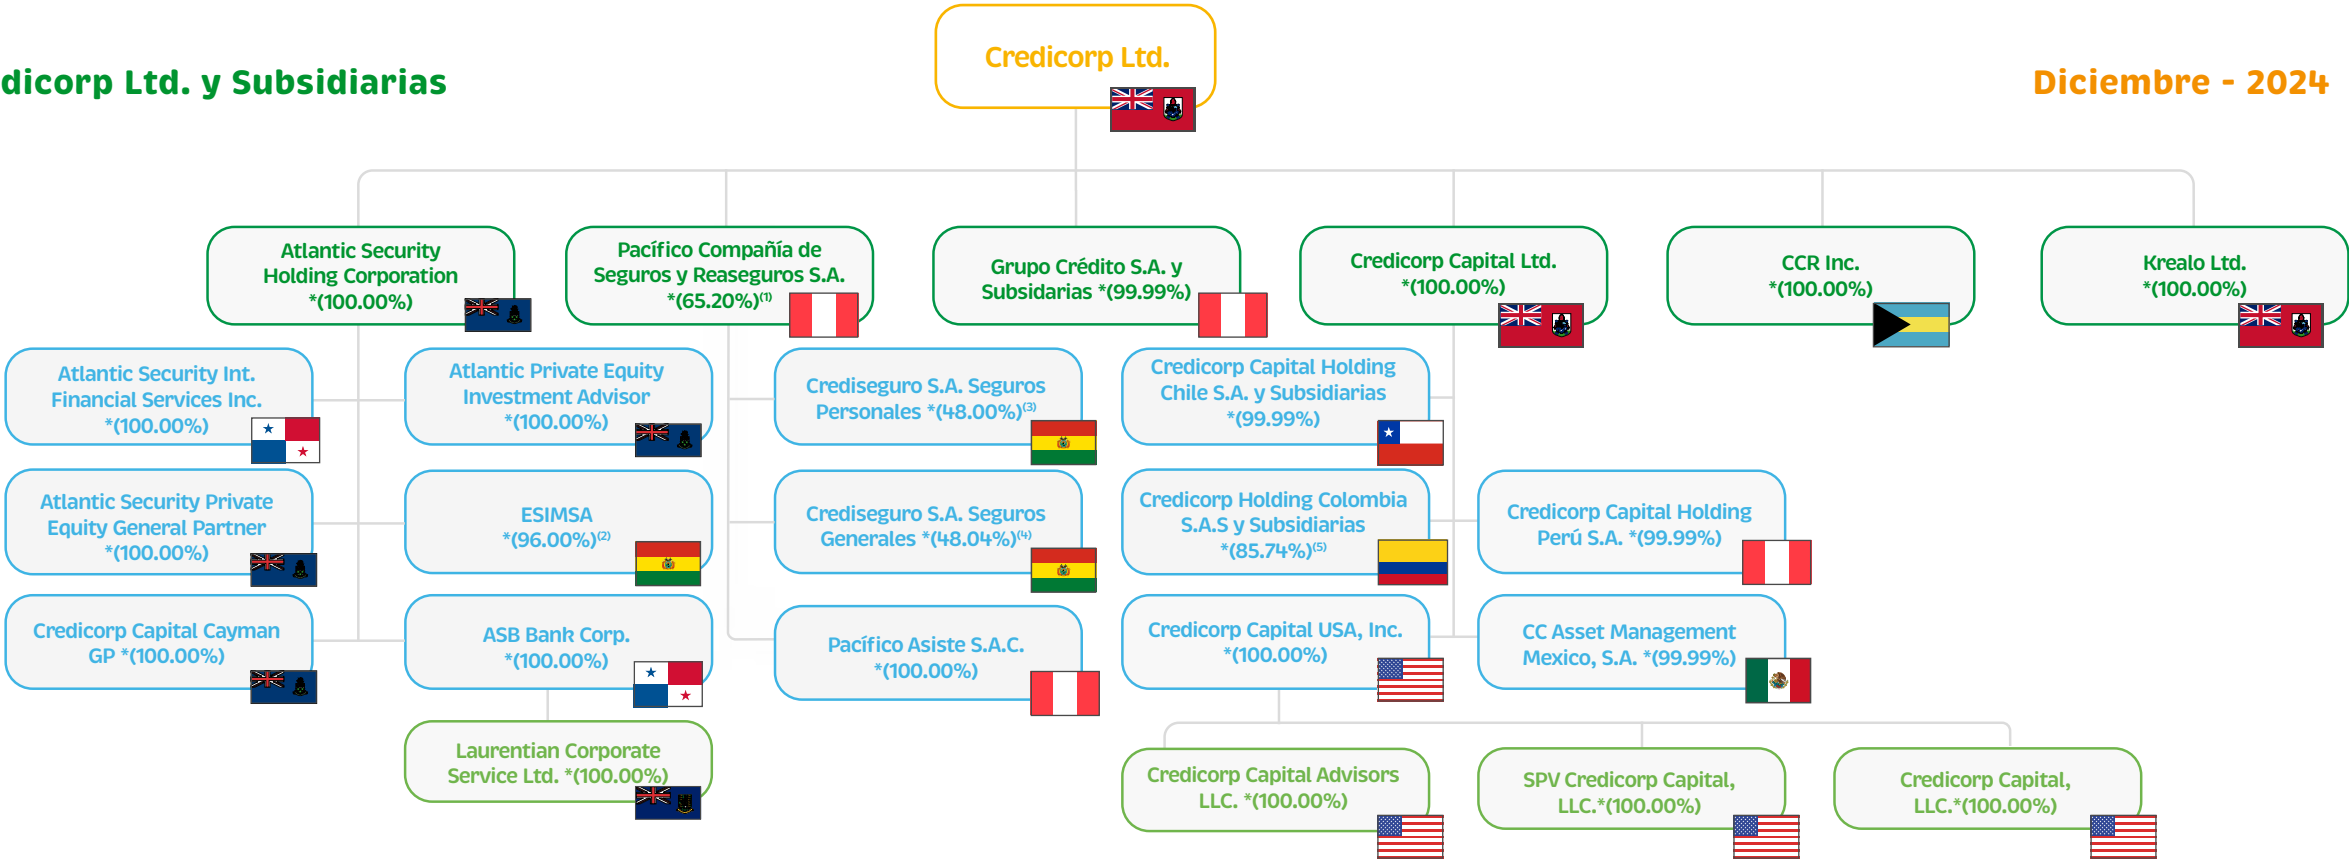 dicorp Ltd. y Subsidiarias
Credicorp Ltd.
Diciembre - 2024
Atlantic Security
Holding Corporation
*(100.00%)
Pacífico Compañía de
Seguros y Reaseguros S.A.
*(65.20%)(1)
Grupo Crédito S.A. y
Subsidarias *(99.99%)
Credicorp Capital Ltd.
*(100.00%)
CCR Inc.
*(100.00%)
Krealo Ltd.
*(100.00%)
Atlantic Security Int.
Financial Services Inc.
*(100.00%)
Atlantic Private Equity
Investment Advisor
*(100.00%)
Crediseguro S.A. Seguros
Personales *(48.00%)(3)
Credicorp Capital Holding
Chile S.A. y Subsidiarias
*(99.99%)
Atlantic Security Private
Equity General Partner
*(100.00%)
ESIMSA
*(96.00%)(2)
Crediseguro S.A. Seguros
Generales *(48.04%)(4)
Credicorp Holding Colombia
S.A.S y Subsidiarias
*(85.74%)(5)
Credicorp Capital Holding
Perú S.A. *(99.99%)
Credicorp Capital Cayman
GP *(100.00%)
ASB Bank Corp.
*(100.00%)
Pacífico Asiste S.A.C.
*(100.00%)
Credicorp Capital USA, Inc.
*(100.00%)
CC Asset Management
Mexico, S.A. *(99.99%)
Laurentian Corporate
Service Ltd. *(100.00%)
Credicorp Capital Advisors
LLC. *(100.00%)
SPV Credicorp Capital,
LLC.*(100.00%)
Credicorp Capital,
LLC.*(100.00%)